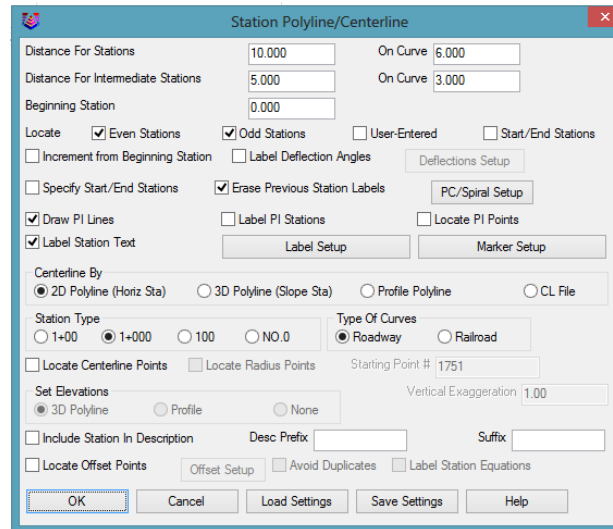 Station Polyline/Centerline
Distance For Stations 10.000 On Curve 6.000
Distance For Intermediate Stations 5.000 On Curve 3.000
Beginning Station 0.000
Locate Even Stations Odd Stations User-Entered Start/End Stations
Increment from Beginning Station Label Deflection Angles Deflections Setup
Specify Start/End Stations Erase Previous Station Labels PC/Spiral Setup
Draw PI Lines Label PI Stations Locate PI Points
Label Station Text Label Setup Marker Setup
Centerline By
2D Polyline (Horiz Sta) 3D Polyline (Slope Sta) Profile Polyline CL File
Station Type Type Of Curves
1+00 1+000 100 NO.0 Roadway Railroad
Locate Centerline Points Locate Radius Points Starting Point # 1751
Set Elevations Vertical Exaggeration 1.00
3D Polyline Profile None
Include Station In Description Desc Prefix Suffix
Locate Offset Points Offset Setup Avoid Duplicates Label Station Equations
OK Cancel Load Settings Save Settings Help